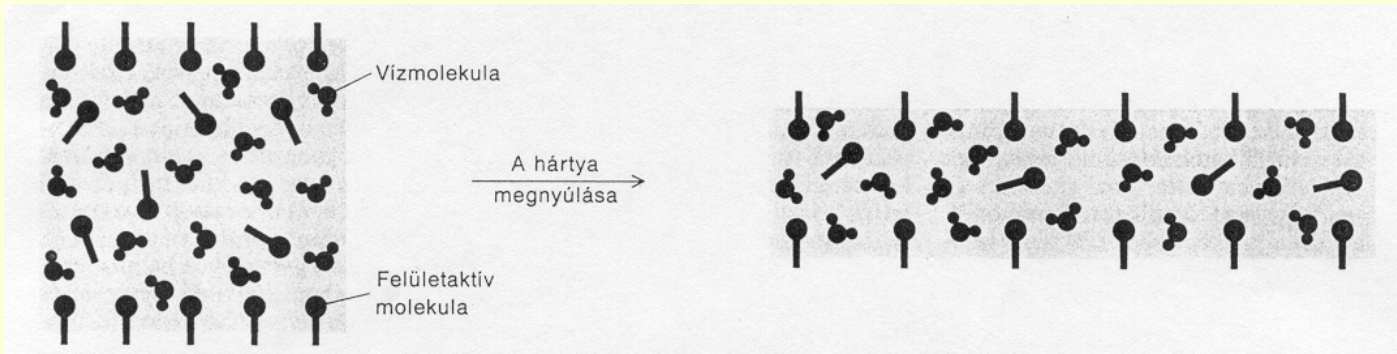 Vízmolekula
A hártya
megnyúlása
Felületaktív
molekula